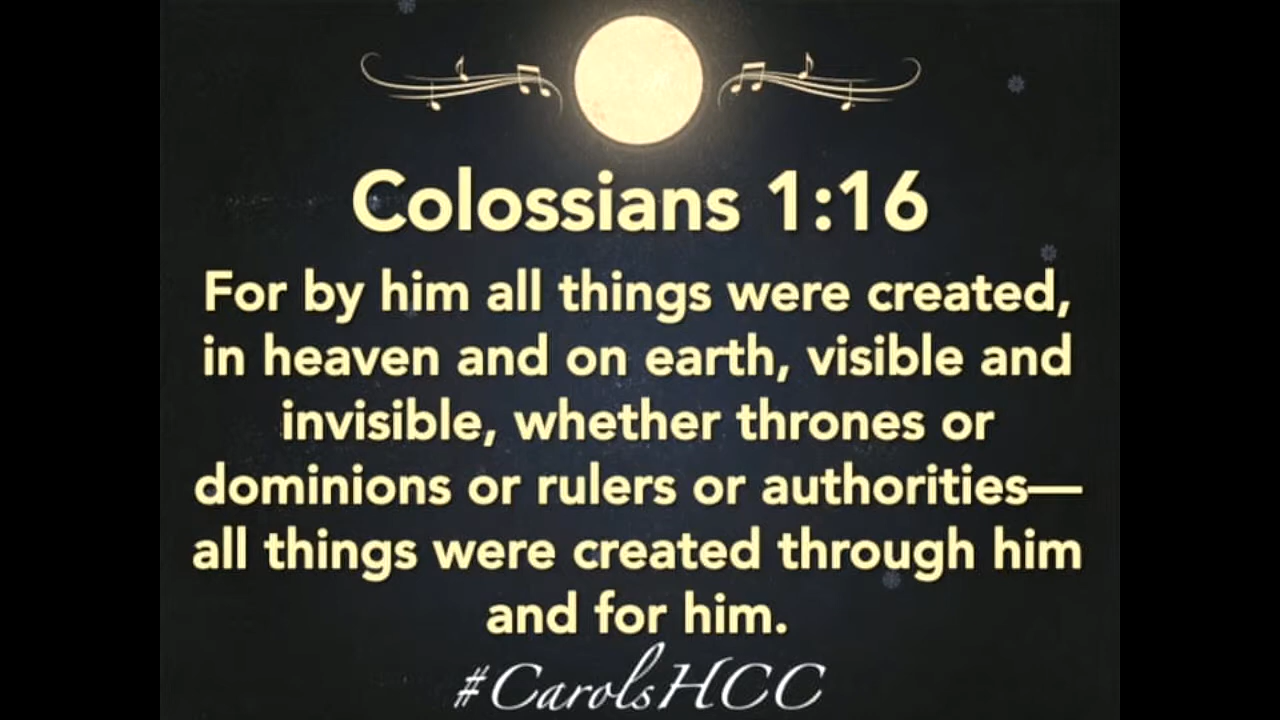 Colossians 1:16
For by him all things were created,
in heaven and on earth, visible and
invisible, whether thrones or
dominions or rulers or authorities—
all things were created through him
and for him.
#CarolsHCC